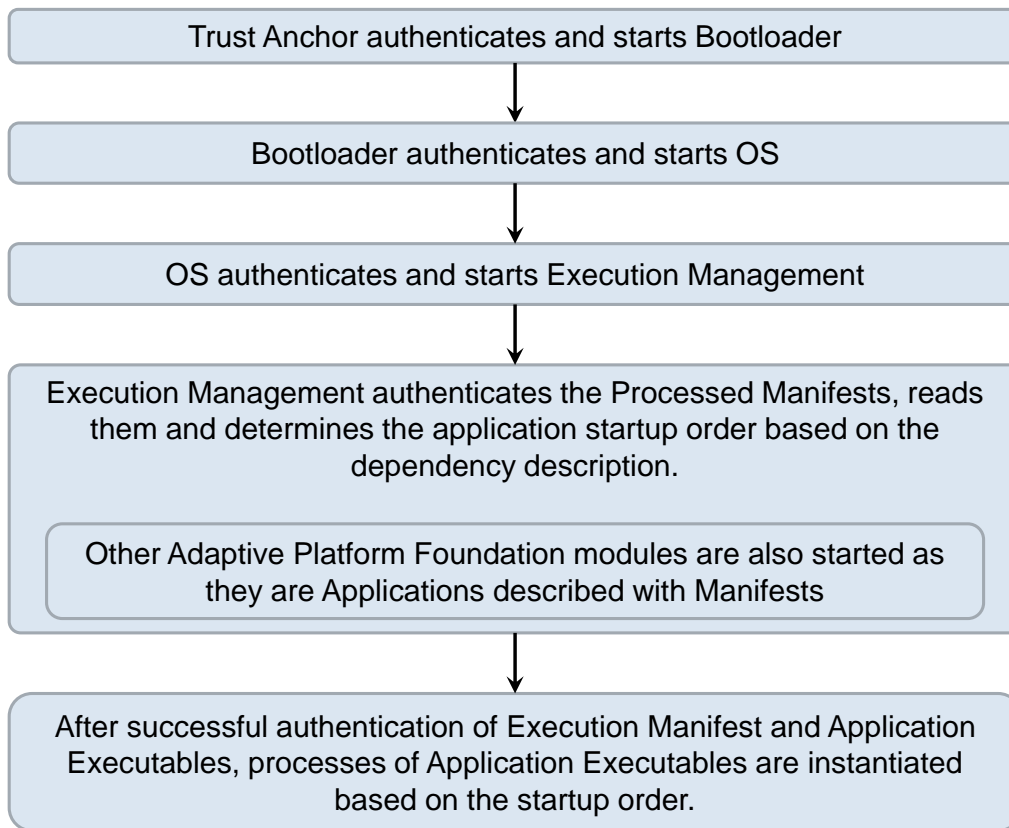 Trust Anchor authenticates and starts Bootloader
Bootloader authenticates and starts OS
OS authenticates and starts Execution Management
Execution Management authenticates the Processed Manifests, reads
them and determines the application startup order based on the
dependency description.
Other Adaptive Platform Foundation modules are also started as
they are Applications described with Manifests
After successful authentication of Execution Manifest and Application
Executables, processes of Application Executables are instantiated
based on the startup order.